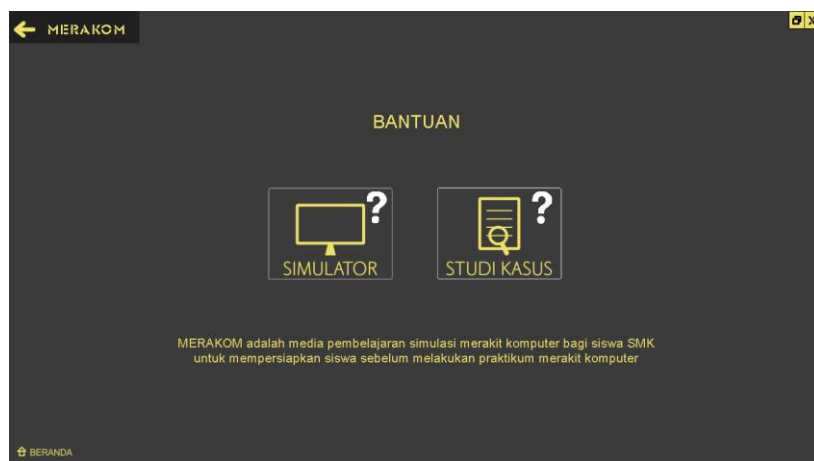 MERAKOM
X
BANTUAN
?
?
SIMULATOR
STUDI KASUS
MERAKOM adalah media pembelajaran simulasi merakit komputer bagi siswa SMK
untuk mempersiapkan siswa sebelum melakukan praktikum merakit komputer
BERANDA